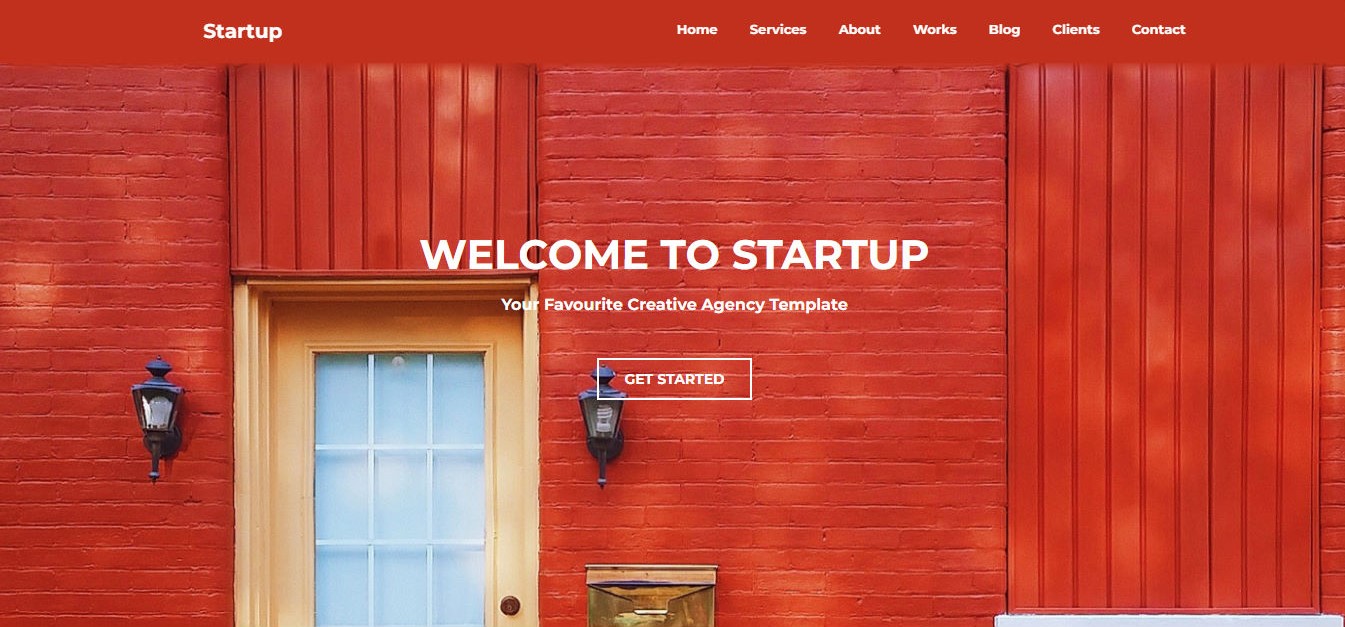 Startup
Home Services About Works Blog Clients Contact
WELCOME TO STARTUP
Your Favourite Creative Agency Template
GET STARTED